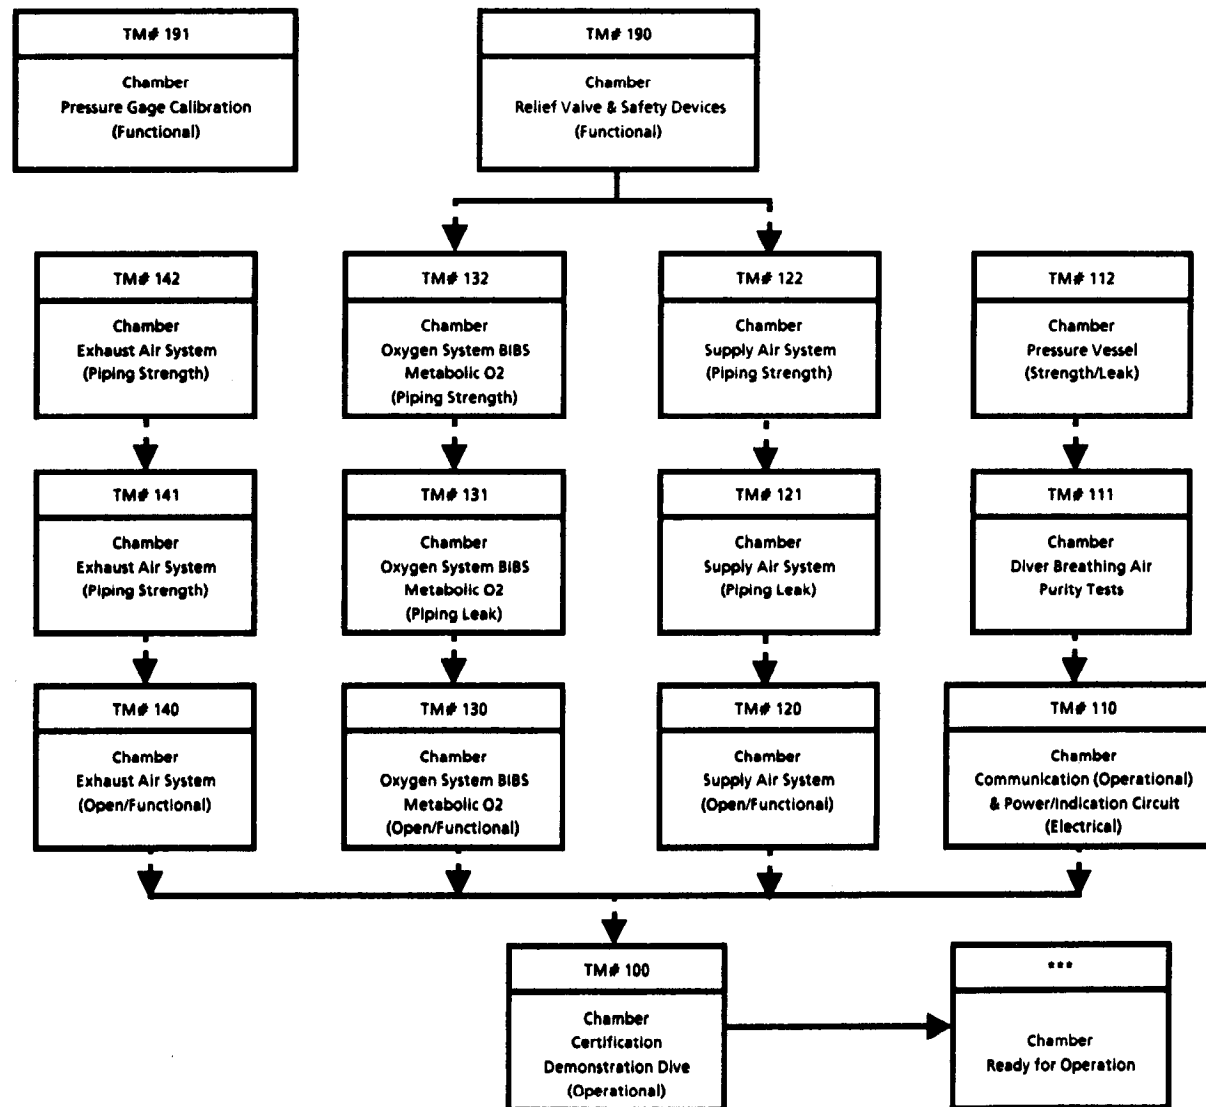 TM# 191
Chamber
Pressure Gage Calibration
(Functional)
TM# 190
Chamber
Relief Valve & Safety Devices
(Functional)
TM# 142
Chamber
Exhaust Air System
(Piping Strength)
TM# 132
Chamber
Oxygen System BIBS
Metabolic O2
(Piping Strength)
TM# 122
Chamber
Supply Air System
(Piping Strength)
TM# 112
Chamber
Pressure Vessel
(Strength/Leak)
TM# 141
Chamber
Exhaust Air System
(Piping Strength)
TM# 131
Chamber
Oxygen System BIBS
Metabolic O2
(Piping Leak)
TM# 121
Chamber
Supply Air System
(Piping Leak)
TM# 111
Chamber
Diver Breathing Air
Purity Tests
TM# 140
Chamber
Exhaust Air System
(Open/Functional)
TM# 130
Chamber
Oxygen System BIBS
Metabolic O2
(Open/Functional)
TM# 120
Chamber
Supply Air System
(Open/Functional)
TM# 110
Chamber
Communication (Operational)
& Power/Indication Circuit
(Electrical)
TM# 100
Chamber
Certification
Demonstration Dive
(Operational)
***
Chamber
Ready for Operation